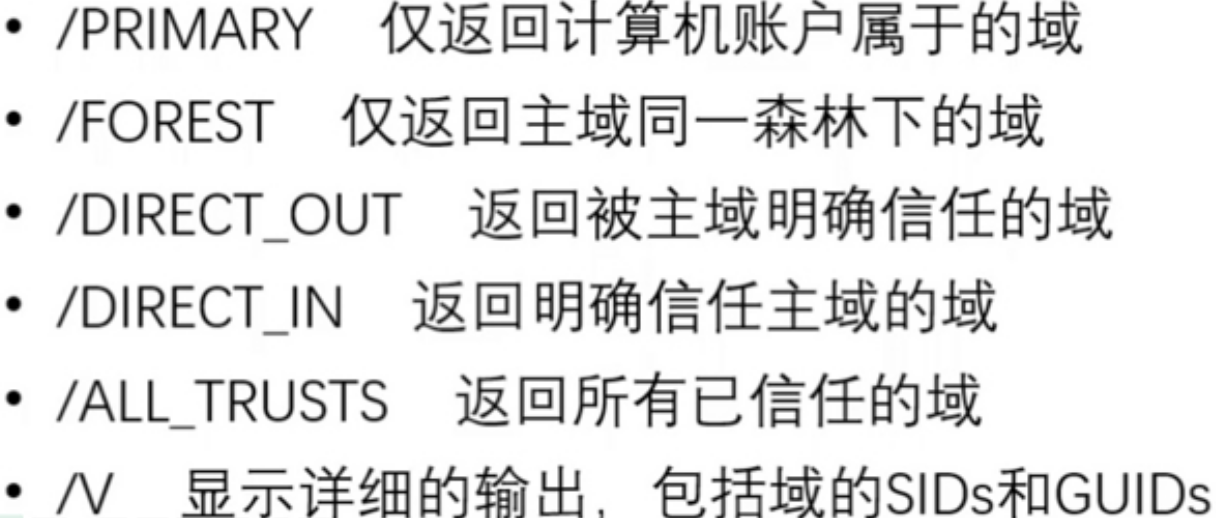 • /PRIMARY 仅返回计算机账户属于的域
• /FOREST 仅返回主域同一森林下的域
• /DIRECT_OUT 返回被主域明确信任的域
• /DIRECT_IN 返回明确信任主域的域
• /ALL_TRUSTS 返回所有已信任的域
• /V 显示详细的输出，包括域的SIDs和GUIDs